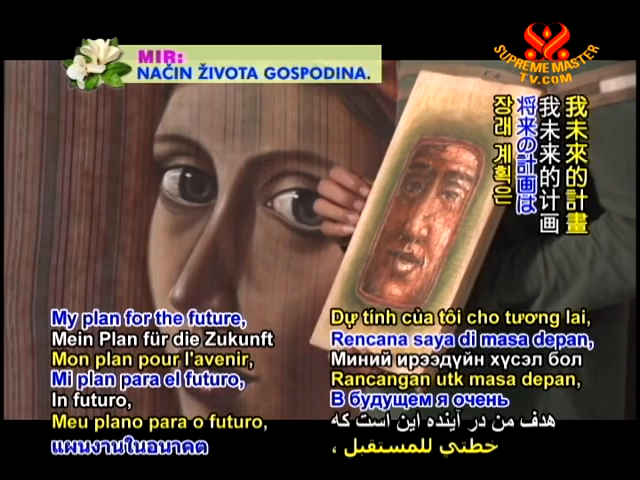 MIR:
NAČIN ŽIVOTA GOSPODINA.
SUPREME MASTER
TV.COM
我未來的計畫
我未来的计画
将来の計画は
장래 계획은
My plan for the future,
Mein Plan für die Zukunft
Mon plan pour l'avenir,
Mi plan para el futuro,
In futuro,
Meu plano para o futuro,
แผนงานในอนาคต
Dự tính của tôi cho tương lai,
Rencana saya di masa depan,
Миний ирээдүйн хүсэл бол
Rancangan utk masa depan,
В будущем я очень
هدف من در آینده این است که
خطتي للمستقبل ،